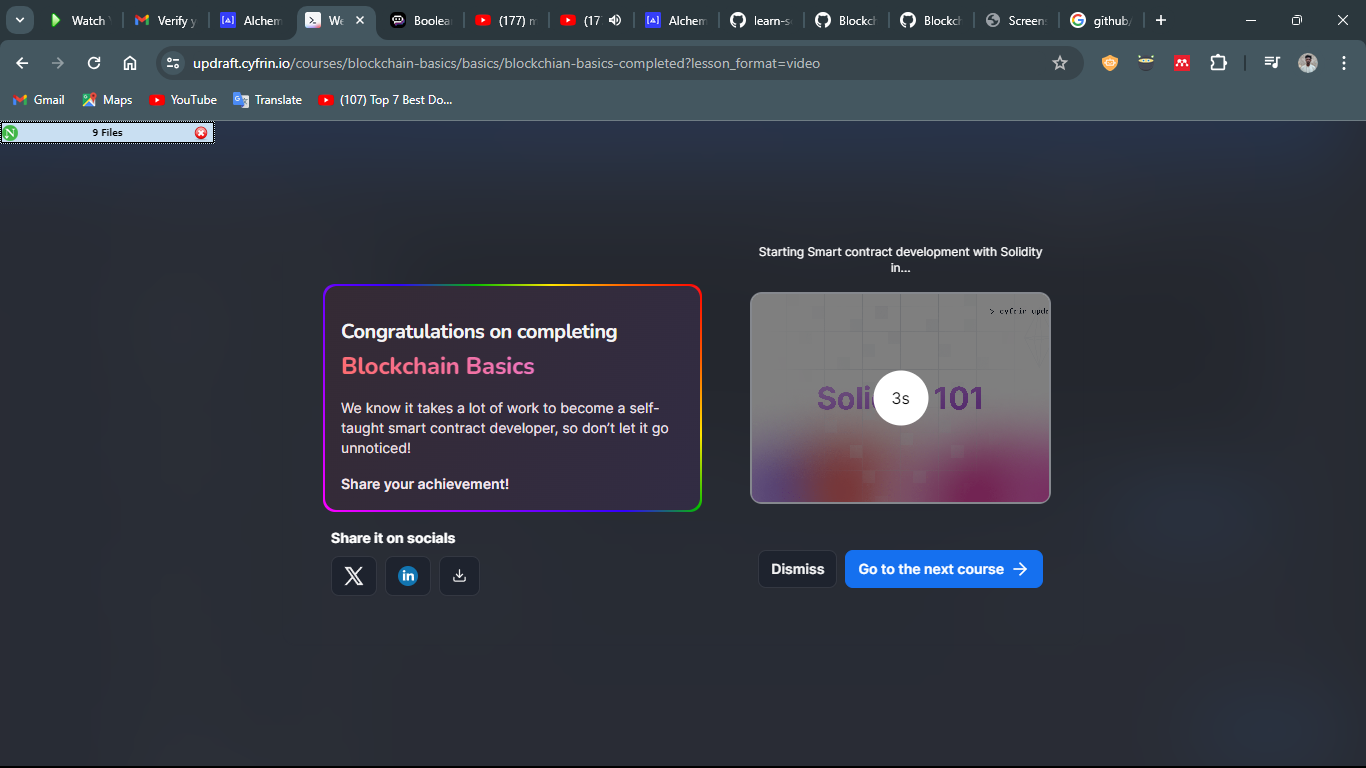 Watch
Verify y
Alchem
We
Boolea
(177) m
(17
Alchem
learn-s
Blockch
Blockch
Screen
github/
updraft.cyfrin.io/courses/blockchain-basics/basics/blockchian-basics-completed?lesson_format=video
Gmail
Maps
YouTube
Translate
(107) Top 7 Best Do...
9 Files
Starting Smart contract development with Solidity
in...
Congratulations on completing
Blockchain Basics
We know it takes a lot of work to become a self-
taught smart contract developer, so don’t let it go
unnoticed!
Share your achievement!
> cyfrin upd
Soli 101
3s
Share it on socials
Dismiss
Go to the next course